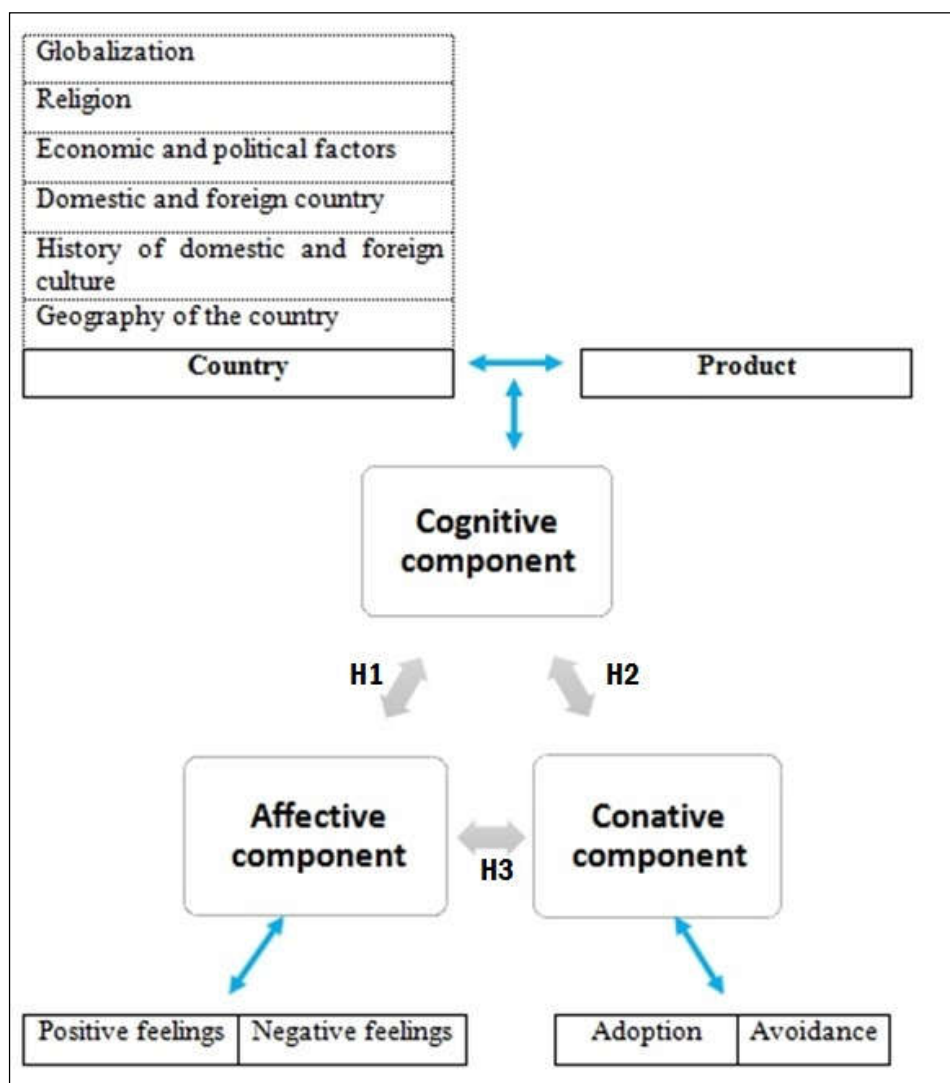 Globalization
Religion
Economic and political factors
Domestic and foreign country
History of domestic and foreign
culture
Geography of the country
Country
Product
Cognitive
component
H1
H2
Affective
component
Conative
component
H3
Positive feelings
Negative feelings
Adoption
Avoidance